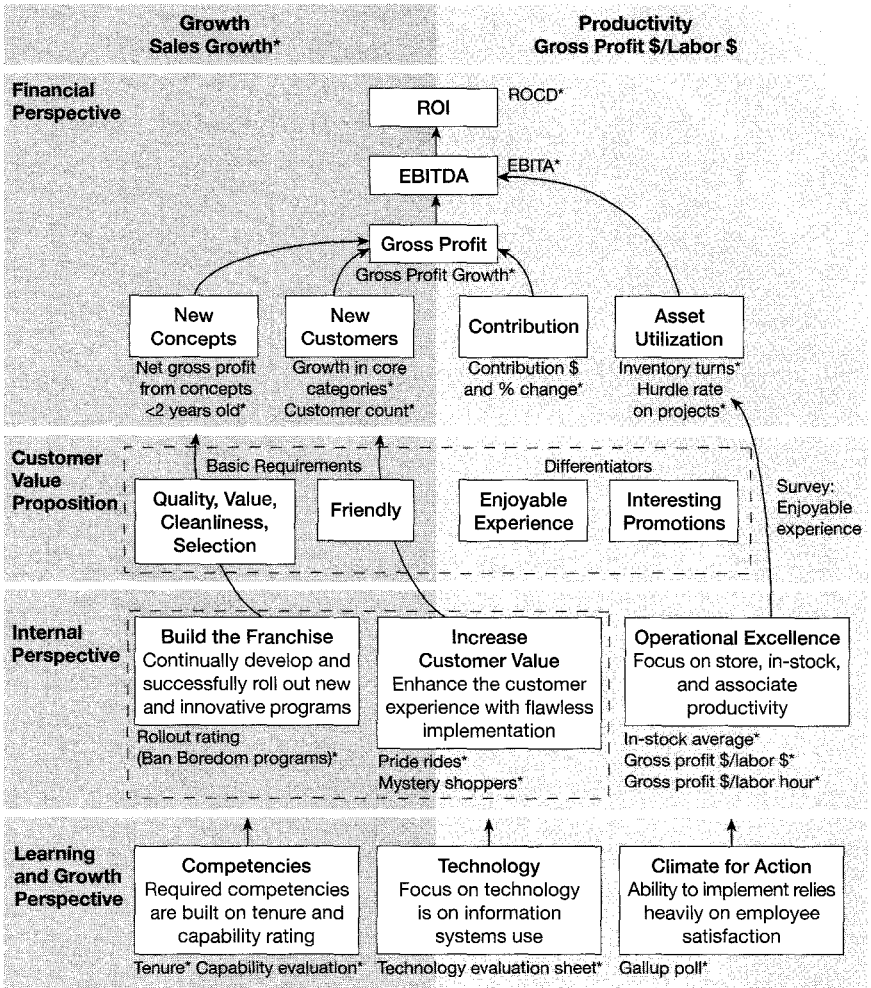 Growth
Sales Growth*
Productivity
Gross Profit $/Labor $
Financial
Perspective
ROI
ROCD*
EBITDA
EBITA*
Gross Profit
Gross Profit Growth*
New
Concepts
Net gross profit
from concepts
<2 years old*
New
Customers
Growth in core
categories*
Customer count*
Contribution
Contribution $
and % change*
Asset
Utilization
Inventory turns*
Hurdle rate
on projects*
Customer
Value
Proposition
Basic Requirements
Quality, Value,
Cleanliness,
Selection
Friendly
Differentiators
Enjoyable
Experience
Interesting
Promotions
Survey:
Enjoyable
experience
Internal
Perspective
Build the Franchise
Continually develop and
successfully roll out new
and innovative programs
Rollout rating
(Ban Boredom programs)*
Increase
Customer Value
Enhance the customer
experience with flawless
implementation
Pride rides*
Mystery shoppers*
Operational Excellence
Focus on store, in-stock,
and associate
productivity
In-stock average*
Gross profit $/labor $*
Gross profit $/labor hour*
Learning
and Growth
Perspective
Competencies
Required competencies
are built on tenure and
capability rating
Tenure* Capability evaluation*
Technology
Focus on technology
is on information
systems use
Technology evaluation sheet*
Climate for Action
Ability to implement relies
heavily on employee
satisfaction
Gallup poll*